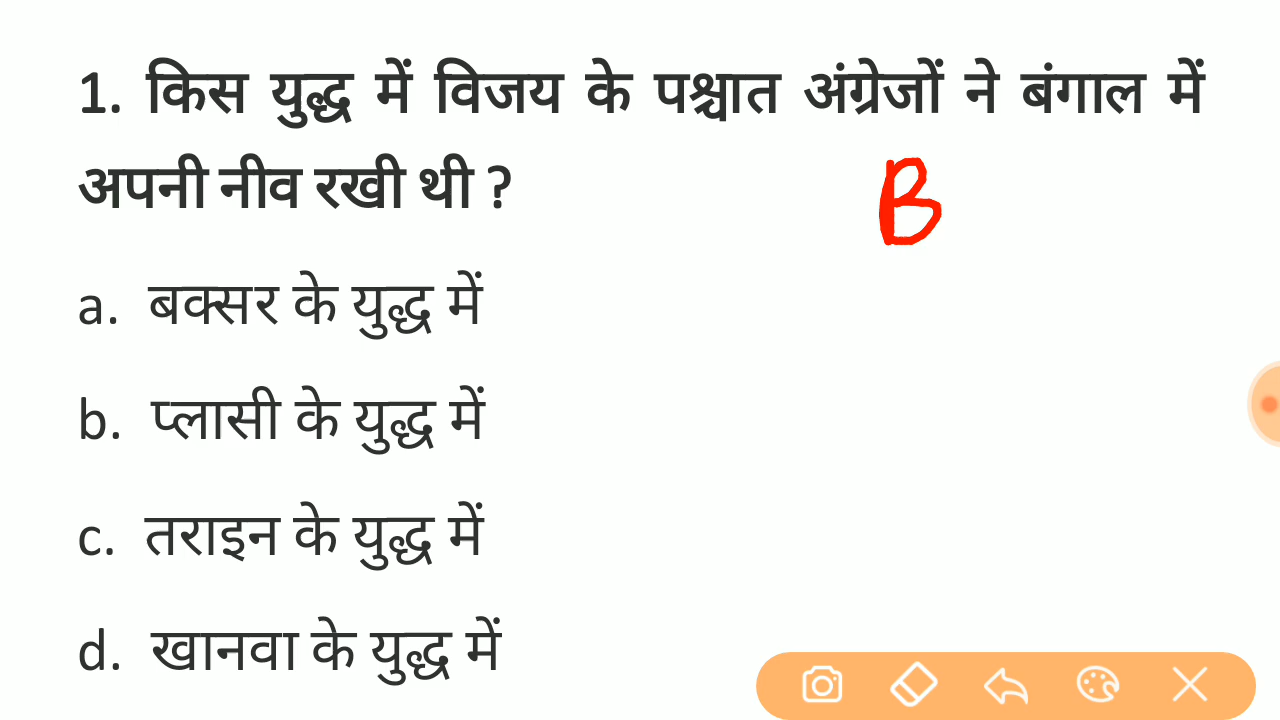 1. किस युद्ध में विजय के पश्चात अंग्रेजों ने बंगाल में
अपनी नीव रखी थी ?
B
a. बक्सर के युद्ध में
b. प्लासी के युद्ध में
c. तराइन के युद्ध में
d. खानवा के युद्ध में